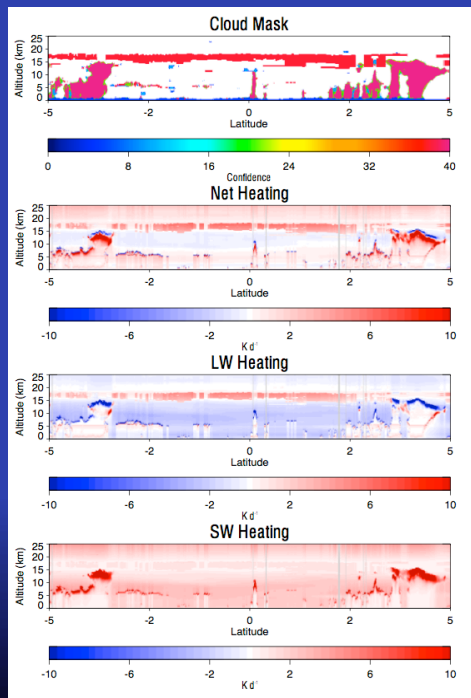 Cloud Mask
Altitude (km)
25
20
15
10
5
0
-5 -2 2 5
Latitude
0 8 16 24 32 40
Confidence
Net Heating
Altitude (km)
25
20
15
10
5
0
-5 -2 0 2 5
Latitude
-10 -6 -2 2 6 10
K d⁻
LW Heating
Altitude (km)
25
20
15
10
5
0
-5 -2 0 2 5
Latitude
-10 -6 -2 2 6 10
K d⁻
SW Heating
Altitude (km)
25
20
15
10
5
0
-5 -2 0 2 5
Latitude
-10 -6 -2 2 6 10
K d⁻